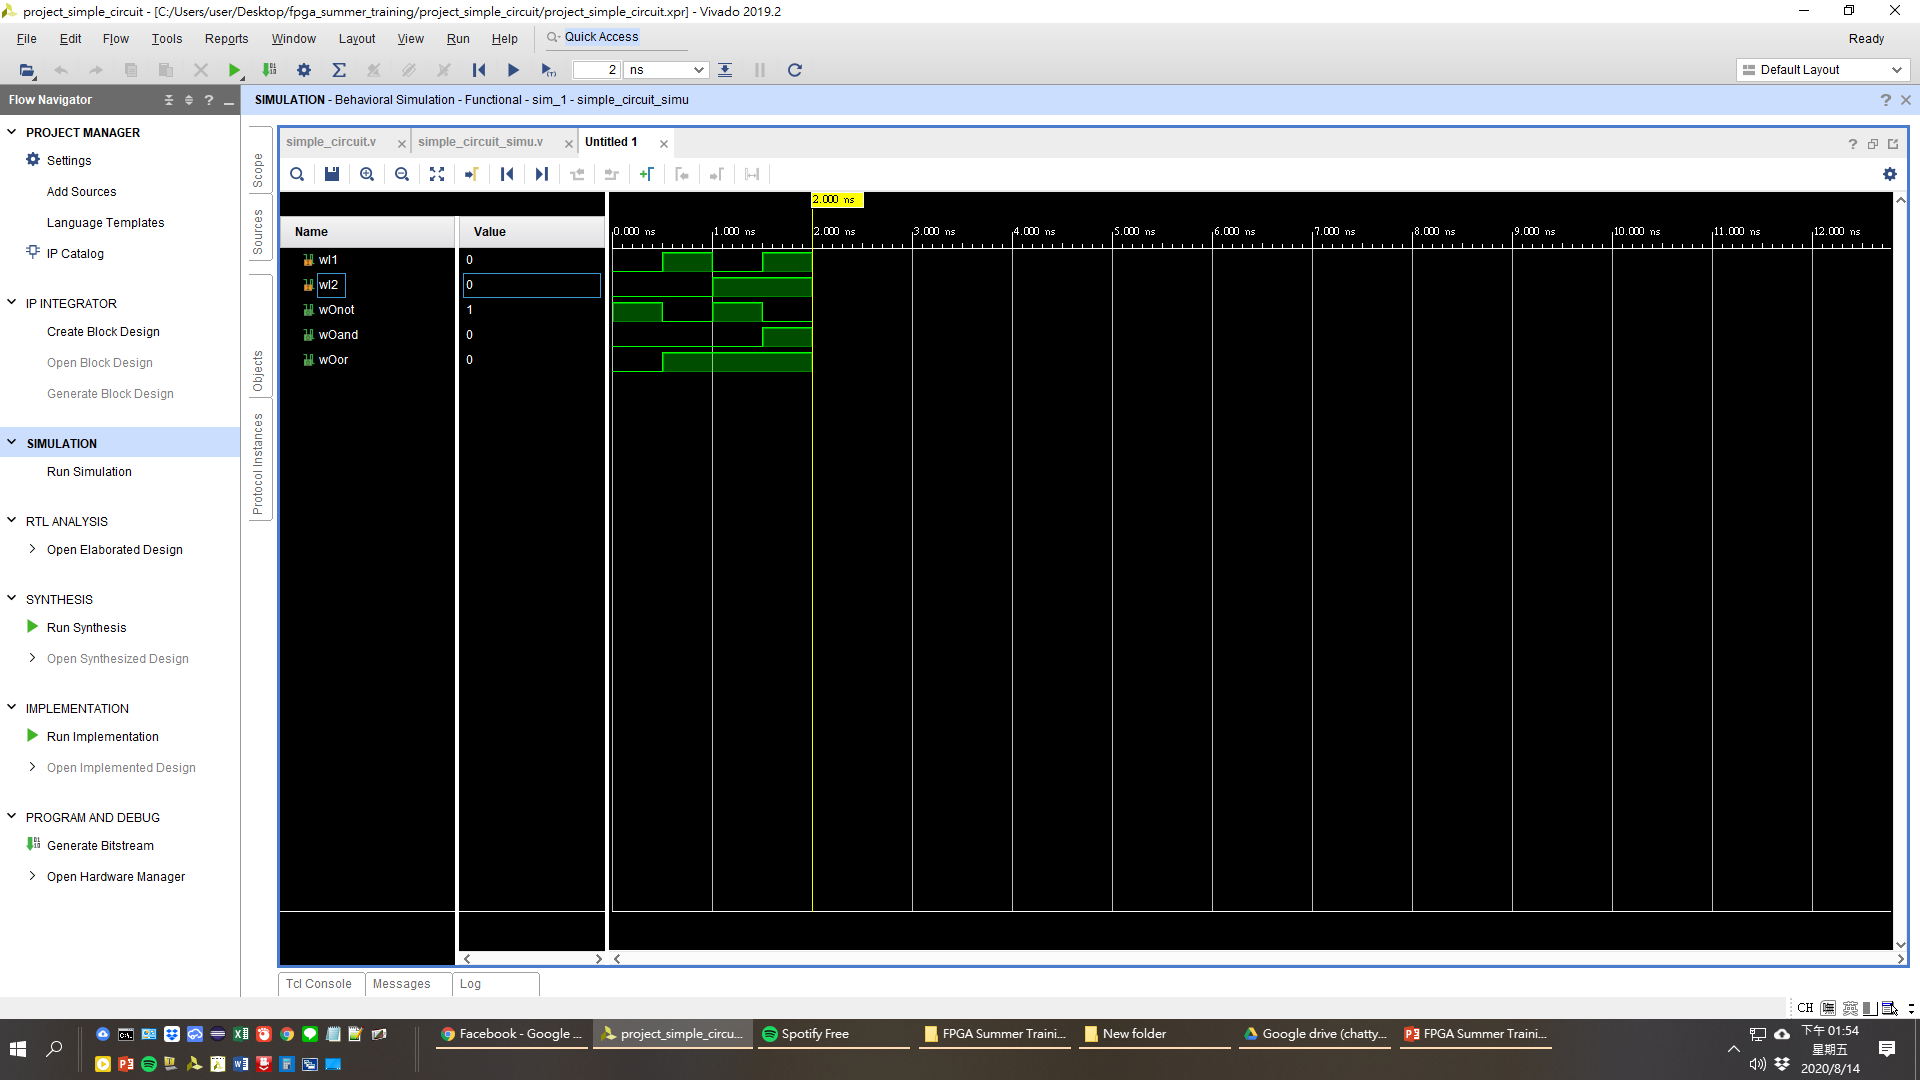 project_simple_circuit - [C:/Users/user/Desktop/fpga_summer_training/project_simple_circuit/project_simple_circuit.xpr] - Vivado 2019.2
File Edit Flow Tools Reports Window Layout View Run Help Quick Access
Ready
2 ns
Default Layout
Flow Navigator
SIMULATION - Behavioral Simulation - Functional - sim_1 - simple_circuit_simu
PROJECT MANAGER
Settings
Add Sources
Language Templates
IP Catalog
IP INTEGRATOR
Create Block Design
Open Block Design
Generate Block Design
SIMULATION
Run Simulation
RTL ANALYSIS
Open Elaborated Design
SYNTHESIS
Run Synthesis
Open Synthesized Design
IMPLEMENTATION
Run Implementation
Open Implemented Design
PROGRAM AND DEBUG
Generate Bitstream
Open Hardware Manager
Scope
Sources
Objects
Protocol Instances
simple_circuit.v simple_circuit_simu.v Untitled 1
2.000 ns
Name Value
0.000 ns 1.000 ns 2.000 ns 3.000 ns 4.000 ns 5.000 ns 6.000 ns 7.000 ns 8.000 ns 9.000 ns 10.000 ns 11.000 ns 12.000 ns
wI1 0
wI2 0
wOnot 1
wOand 0
wOor 0
Tcl Console Messages Log
CH 英
Facebook - Google ... project_simple_circu... Spotify Free FPGA Summer Traini... New folder Google drive (chatty... FPGA Summer Traini...
下午 01:54
星期五
2020/8/14